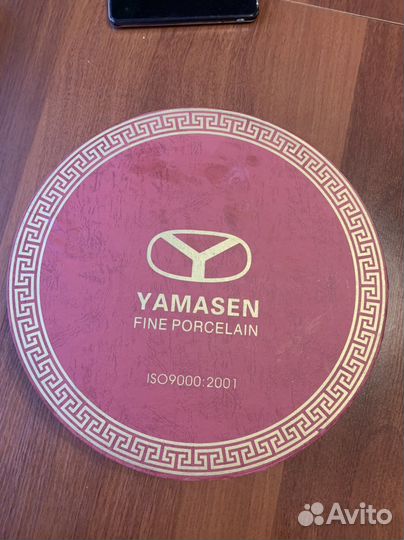 YAMASEN
FINE PORCELAIN
ISO9000:2001
Avito